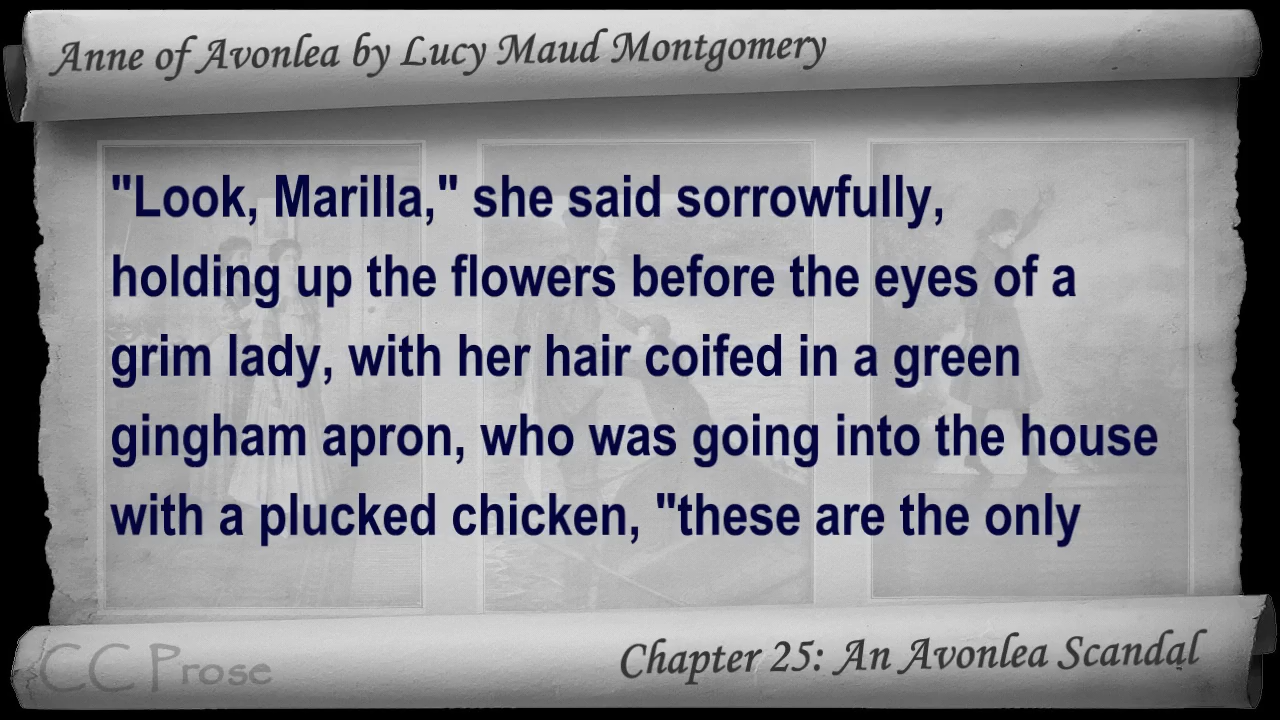 Anne of Avonlea by Lucy Maud Montgomery
"Look, Marilla," she said sorrowfully,
holding up the flowers before the eyes of a
grim lady, with her hair coifed in a green
gingham apron, who was going into the house
with a plucked chicken, "these are the only
CC Prose
Chapter 25: An Avonlea Scandal